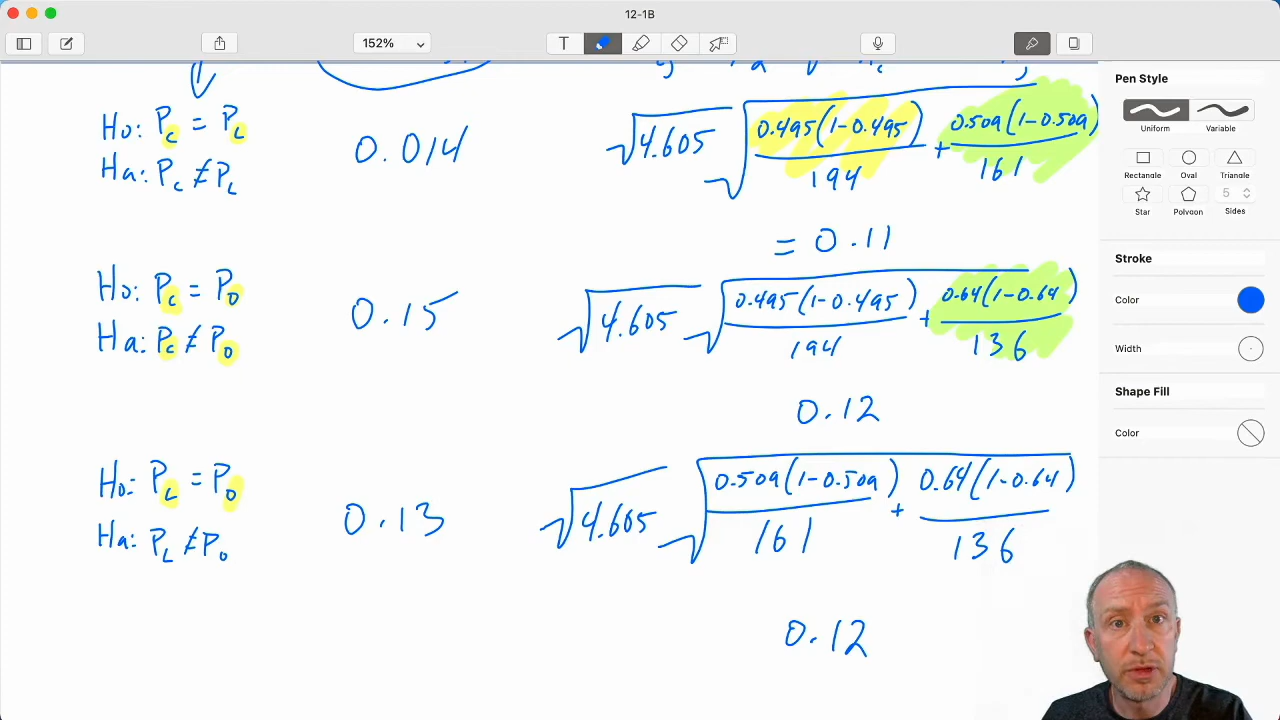 12-1B
152%
T
Pen Style
Uniform
Variable
Rectangle
Oval
Triangle
Star
Polygon
5
Sides
Stroke
Color
Width
Shape Fill
Color
Ho: Pc = PL
Ha: Pc ≠ PL
0.014
√4.605 √0.495(1-0.495)/194 + 0.509(1-0.509)/161
= 0.11
Ho: Pc = Po
Ha: Pc ≠ Po
0.15
√4.605 √0.495(1-0.495)/194 + 0.64(1-0.64)/136
0.12
Ho: PL = Po
Ha: PL ≠ Po
0.13
√4.605 √0.509(1-0.509)/161 + 0.64(1-0.64)/136
0.12